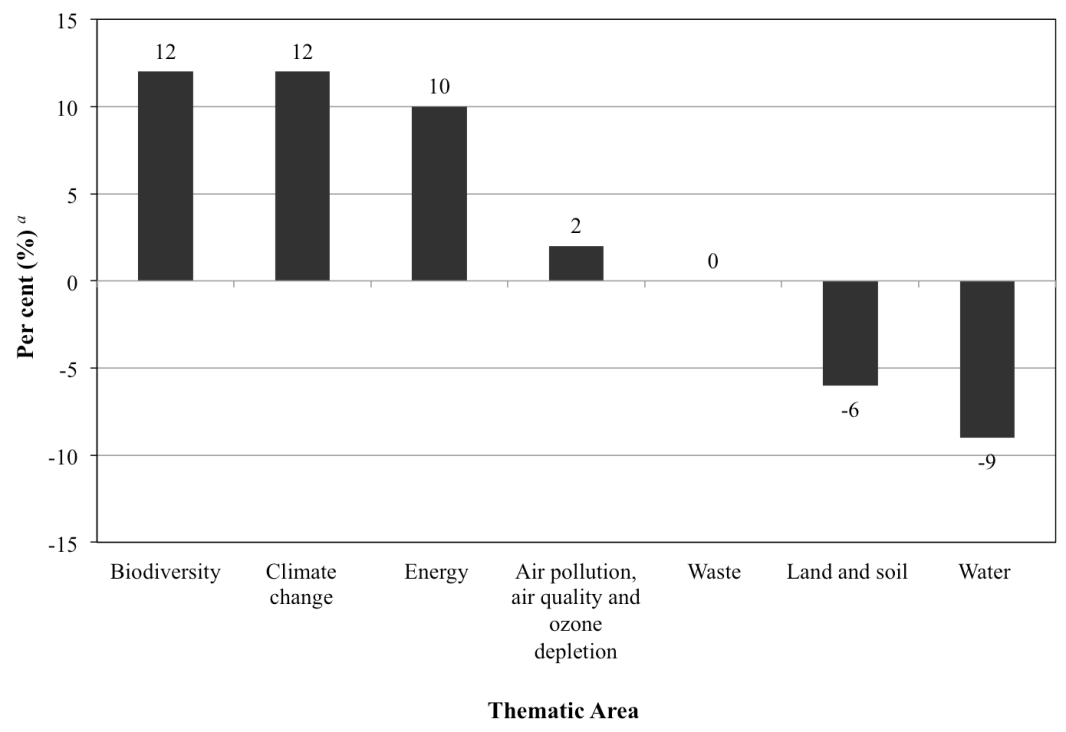 15
12
12
10
10
5
2
0
0
-5
-6
-10
-9
-15
Per cent (%) a
Biodiversity
Climate
change
Energy
Air pollution,
air quality and
ozone
depletion
Waste
Land and soil
Water
Thematic Area